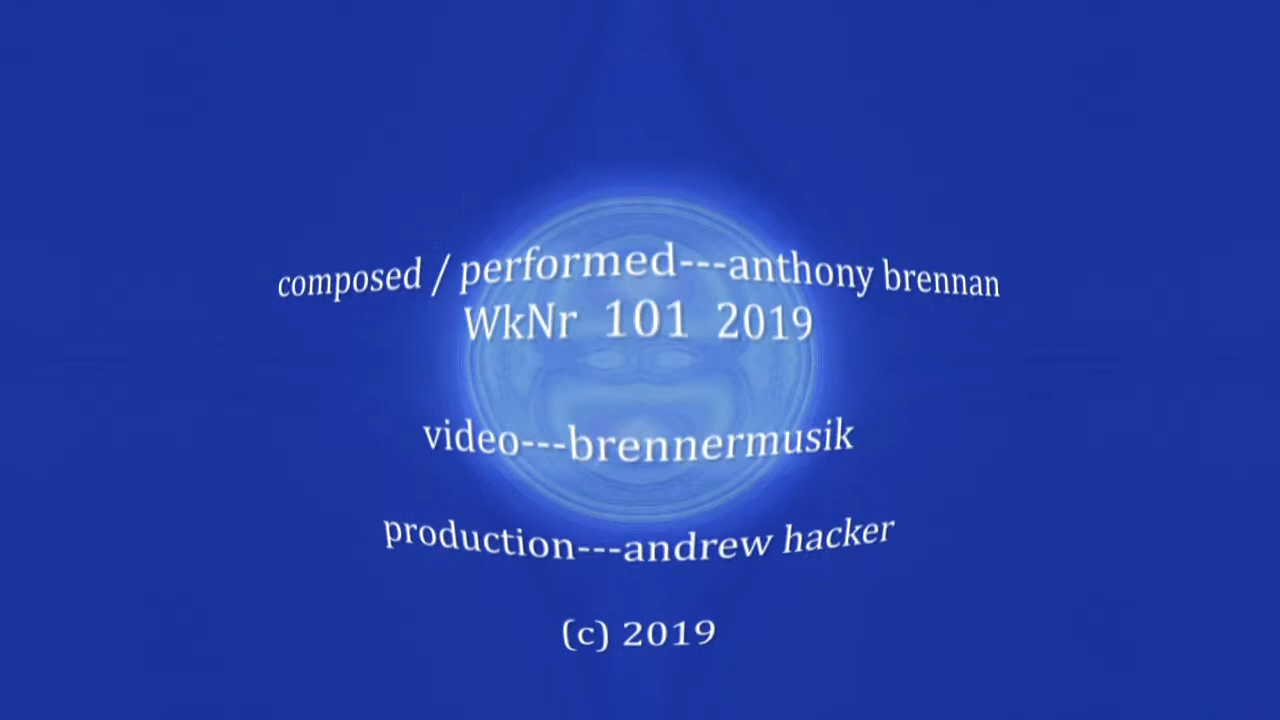 composed / performed---anthony brennan
WkNr 101 2019
video---brennermusik
production---andrew hacker
(c) 2019